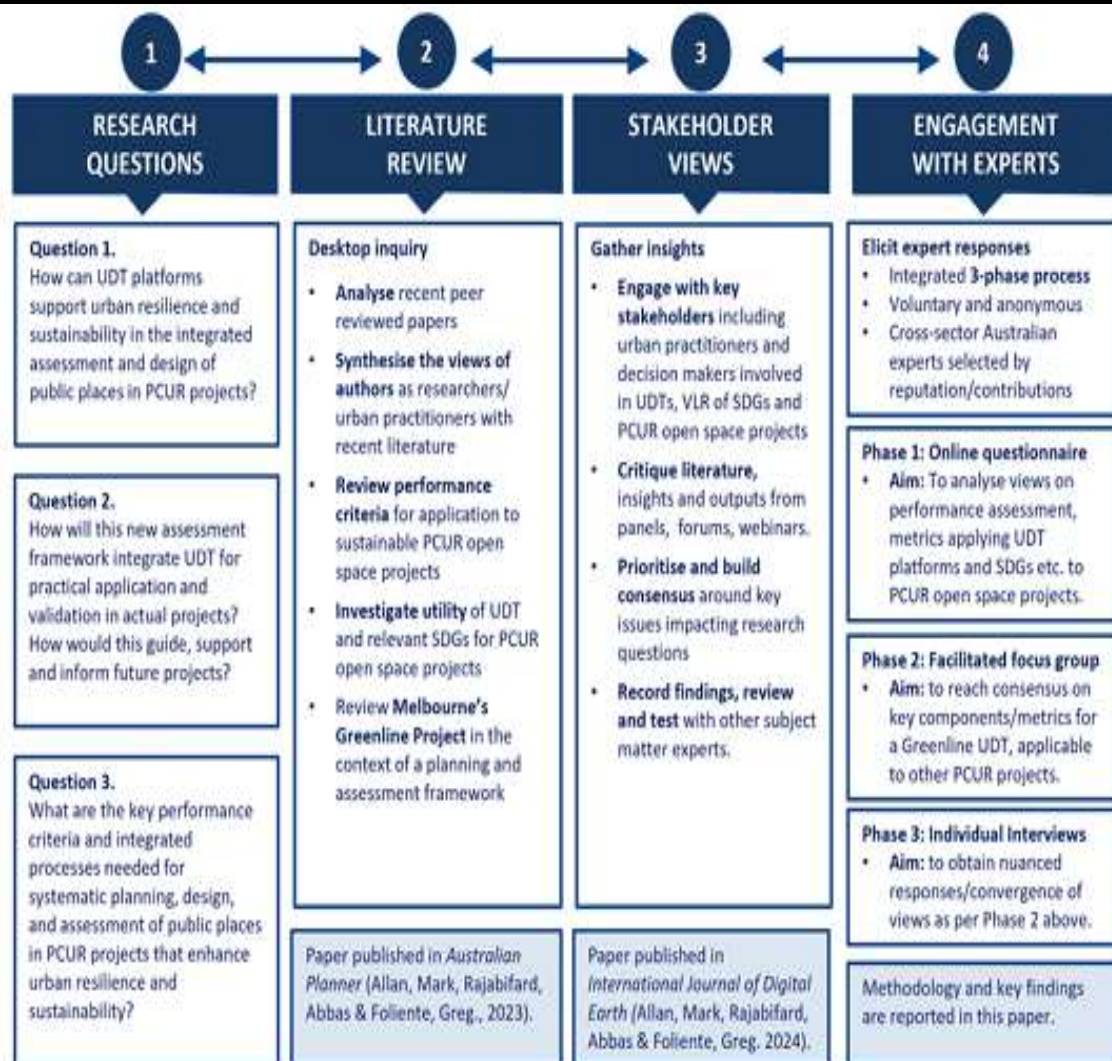 1
2
3
4
RESEARCH
QUESTIONS
LITERATURE
REVIEW
STAKEHOLDER
VIEWS
ENGAGEMENT
WITH EXPERTS
Question 1.
How can UDT platforms
support urban resilience and
sustainability in the integrated
assessment and design of
public places in PCUR projects?
Question 2.
How will this new assessment
framework integrate UDT for
practical application and
validation in actual projects?
How would this guide, support
and inform future projects?
Question 3.
What are the key performance
criteria and integrated
processes needed for
systematic planning, design,
and assessment of public places
in PCUR projects that enhance
urban resilience and
sustainability?
Desktop inquiry
• Analyse recent peer
reviewed papers
• Synthesise the views of
authors as researchers/
urban practitioners with
recent literature
• Review performance
criteria for application to
sustainable PCUR open
space projects
• Investigate utility of UDT
and relevant SDGs for PCUR
open space projects
• Review Melbourne's
Greenline Project in the
context of a planning and
assessment framework
Paper published in Australian
Planner (Allan, Mark, Rajabifard,
Abbas & Foliente, Greg., 2023).
Gather insights
• Engage with key
stakeholders including
urban practitioners and
decision makers involved
in UDTs, VLR of SDGs and
PCUR open space projects
• Critique literature,
insights and outputs from
panels, forums, webinars.
• Prioritise and build
consensus around key
issues impacting research
questions
• Record findings, review
and test with other subject
matter experts.
Paper published in
International Journal of Digital
Earth (Allan, Mark, Rajabifard,
Abbas & Foliente, Greg. 2024).
Elicit expert responses
• Integrated 3-phase process
• Voluntary and anonymous
• Cross-sector Australian
experts selected by
reputation/contributions
Phase 1: Online questionnaire
• Aim: To analyse views on
performance assessment,
metrics applying UDT
platforms and SDGs etc. to
PCUR open space projects.
Phase 2: Facilitated focus group
• Aim: to reach consensus on
key components/metrics for
a Greenline UDT, applicable
to other PCUR projects.
Phase 3: Individual Interviews
• Aim: to obtain nuanced
responses/convergence of
views as per Phase 2 above.
Methodology and key findings
are reported in this paper.